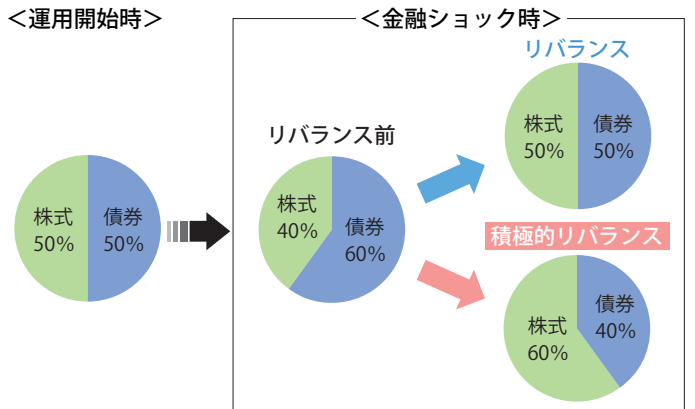 ＜運用開始時＞
株式
50%
債券
50%
＜金融ショック時＞
リバランス前
株式
40%
債券
60%
リバランス
株式
50%
債券
50%
積極的リバランス
株式
60%
債券
40%